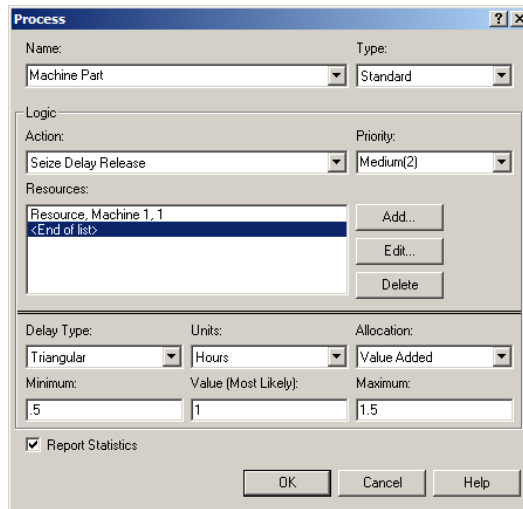 Process
Name: Type:
Machine Part Standard
Logic
Action: Priority:
Seize Delay Release Medium(2)
Resources:
Resource, Machine 1, 1
<End of list>
Add...
Edit...
Delete
Delay Type: Units: Allocation:
Triangular Hours Value Added
Minimum: Value (Most Likely): Maximum:
.5 1 1.5
Report Statistics
OK Cancel Help